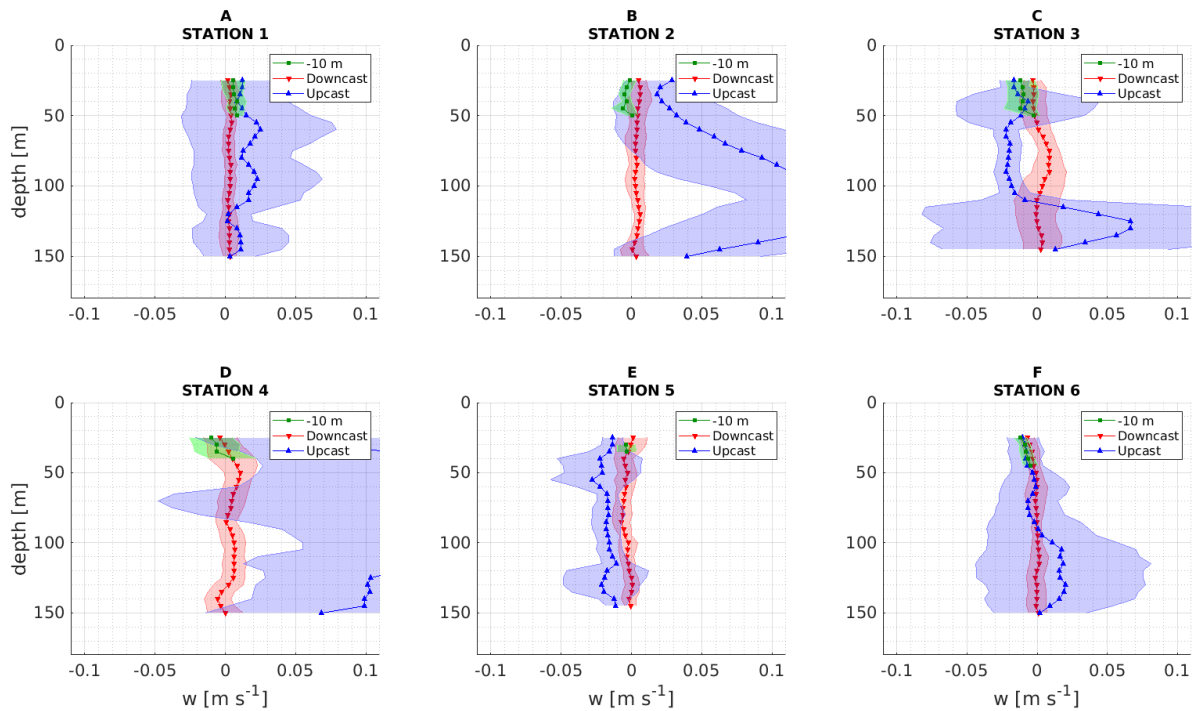 A
STATION 1
-10 m
Downcast
Upcast
0
50
100
150
depth [m]
-0.1 -0.05 0 0.05 0.1
B
STATION 2
-10 m
Downcast
Upcast
0
50
100
150
-0.1 -0.05 0 0.05 0.1
C
STATION 3
-10 m
Downcast
Upcast
0
50
100
150
-0.1 -0.05 0 0.05 0.1
D
STATION 4
-10 m
Downcast
Upcast
0
50
100
150
depth [m]
-0.1 -0.05 0 0.05 0.1
w [m s⁻¹]
E
STATION 5
-10 m
Downcast
Upcast
0
50
100
150
-0.1 -0.05 0 0.05 0.1
w [m s⁻¹]
F
STATION 6
-10 m
Downcast
Upcast
0
50
100
150
-0.1 -0.05 0 0.05 0.1
w [m s⁻¹]